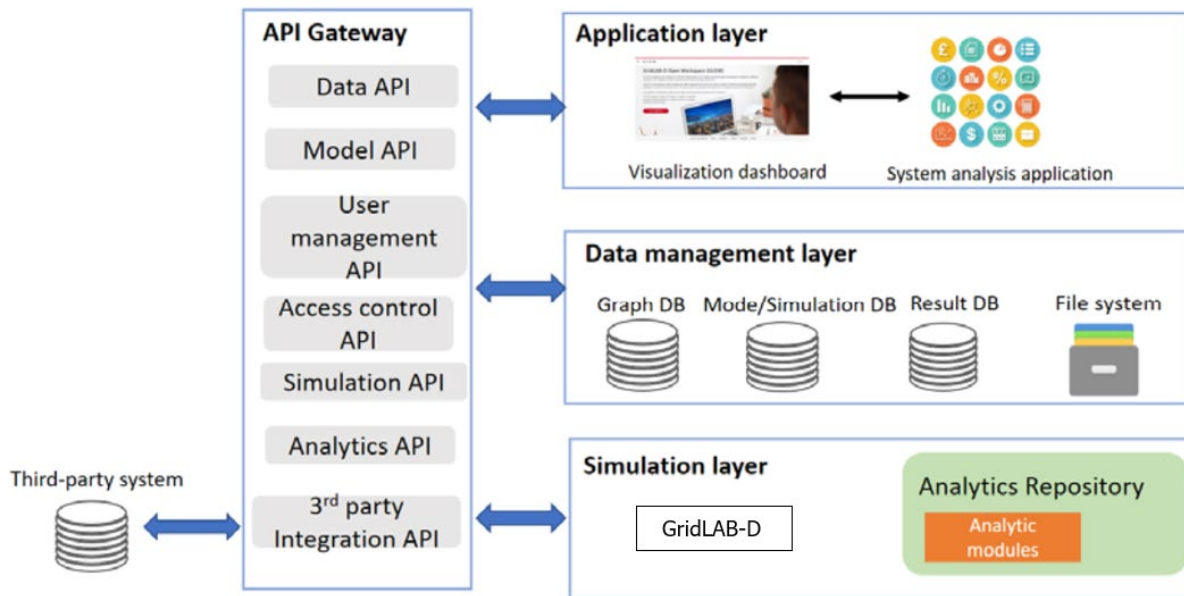 API Gateway
Data API
Model API
User
management
API
Access control
API
Simulation API
Analytics API
3rd party
Integration API
Third-party system
Application layer
Visualization dashboard
System analysis application
Data management layer
Graph DB
Mode/Simulation DB
Result DB
File system
Simulation layer
GridLAB-D
Analytics Repository
Analytic
modules